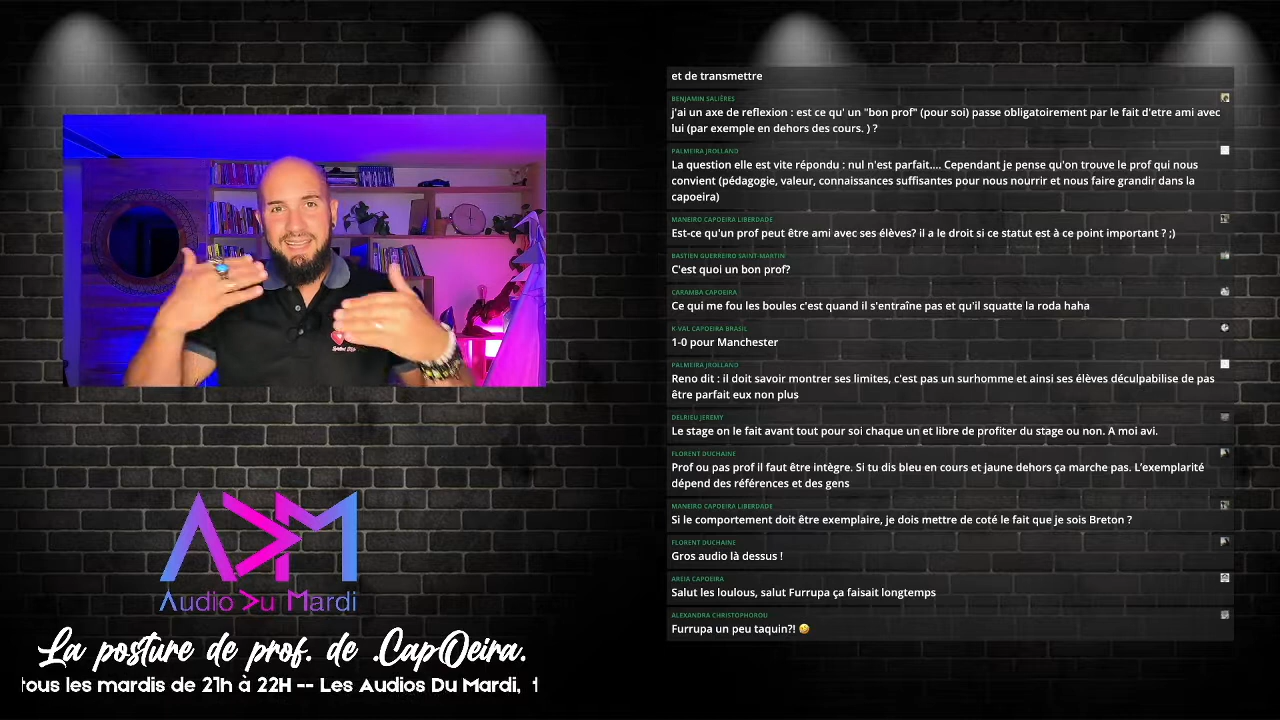 et de transmettre
BENJAMIN SALIÈRES
j'ai un axe de reflexion : est ce qu' un "bon prof" (pour soi) passe obligatoirement par le fait d'etre ami avec
lui (par exemple en dehors des cours. ) ?
PALMEIRA JROLLAND
La question elle est vite répondu : nul n'est parfait.... Cependant je pense qu'on trouve le prof qui nous
convient (pédagogie, valeur, connaissances suffisantes pour nous nourrir et nous faire grandir dans la
capoeira)
MANEIRO CAPOEIRA LIBERDADE
Est-ce qu'un prof peut être ami avec ses élèves? il a le droit si ce statut est à ce point important ? ;)
BASTIEN GUERREIRO SAINT-MARTIN
C'est quoi un bon prof?
CARAMBA CAPOEIRA
Ce qui me fou les boules c'est quand il s'entraîne pas et qu'il squatte la roda haha
K-VAL CAPOEIRA BRASIL
1-0 pour Manchester
PALMEIRA JROLLAND
Reno dit : il doit savoir montrer ses limites, c'est pas un surhomme et ainsi ses élèves déculpabilise de pas
être parfait eux non plus
DELRIEU JEREMY
Le stage on le fait avant tout pour soi chaque un et libre de profiter du stage ou non. A moi avi.
FLORENT DUCHAINE
Prof ou pas prof il faut être intègre. Si tu dis bleu en cours et jaune dehors ça marche pas. L'exemplarité
dépend des références et des gens
MANEIRO CAPOEIRA LIBERDADE
Si le comportement doit être exemplaire, je dois mettre de coté le fait que je sois Breton ?
FLORENT DUCHAINE
Gros audio là dessus !
AREIA CAPOEIRA
Salut les loulous, salut Furrupa ça faisait longtemps
ALEXANDRA CHRISTOPHOROU
Furrupa un peu taquin?! 🤣
ADM
Audio Du Mardi
La posture de prof. de .CapOeira.
tous les mardis de 21h à 22H -- Les Audios Du Mardi,